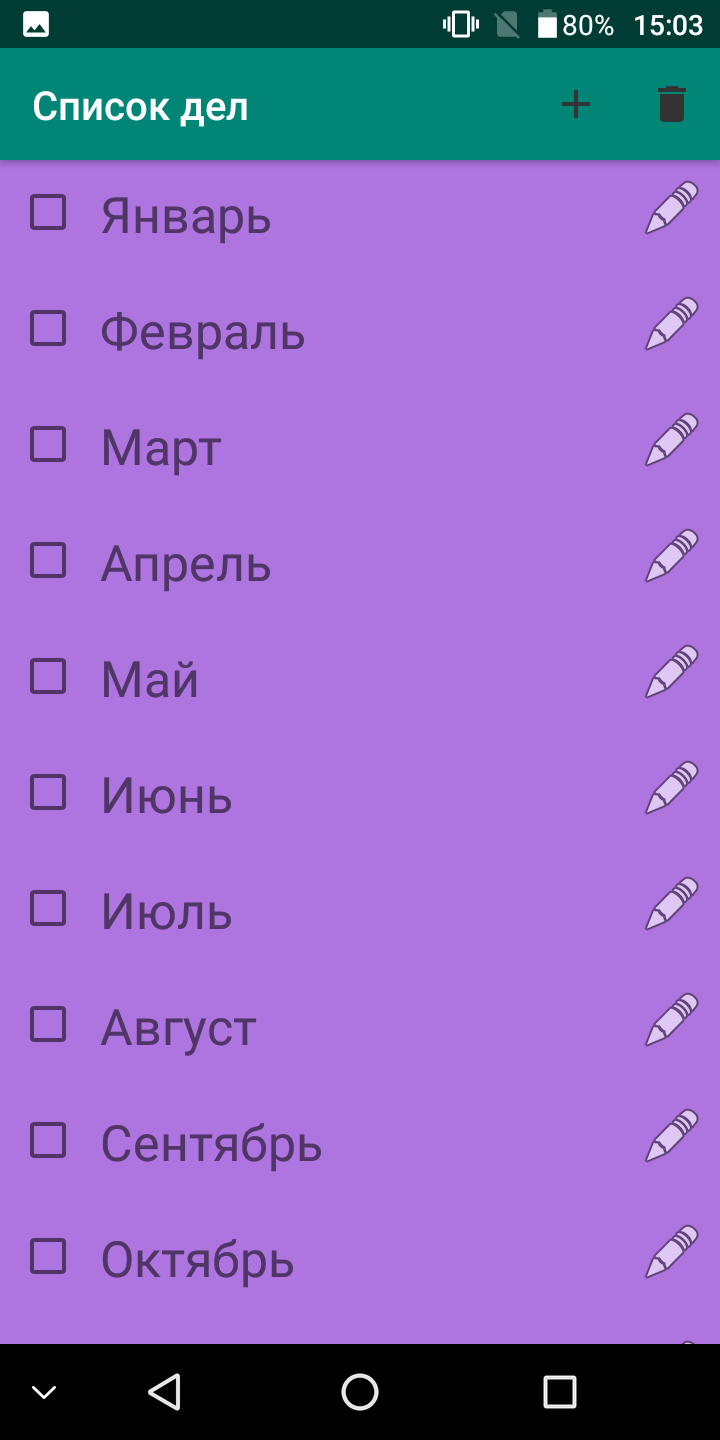 80% 15:03
Список дел
Январь
Февраль
Март
Апрель
Май
Июнь
Июль
Август
Сентябрь
Октябрь